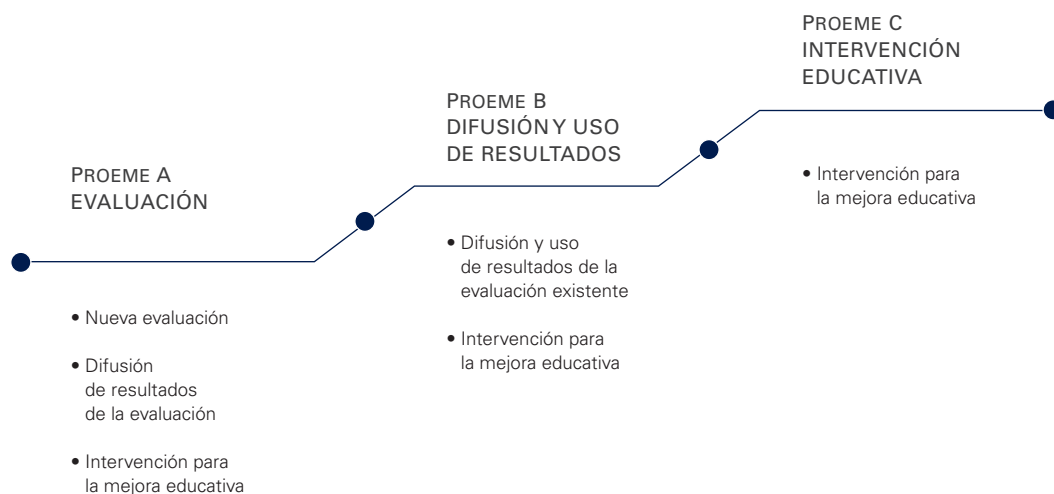 PROEME A
EVALUACIÓN
• Nueva evaluación
• Difusión
de resultados
de la evaluación
• Intervención para
la mejora educativa
PROEME B
DIFUSIÓN Y USO
DE RESULTADOS
• Difusión y uso
de resultados de la
evaluación existente
• Intervención para
la mejora educativa
PROEME C
INTERVENCIÓN
EDUCATIVA
• Intervención para
la mejora educativa